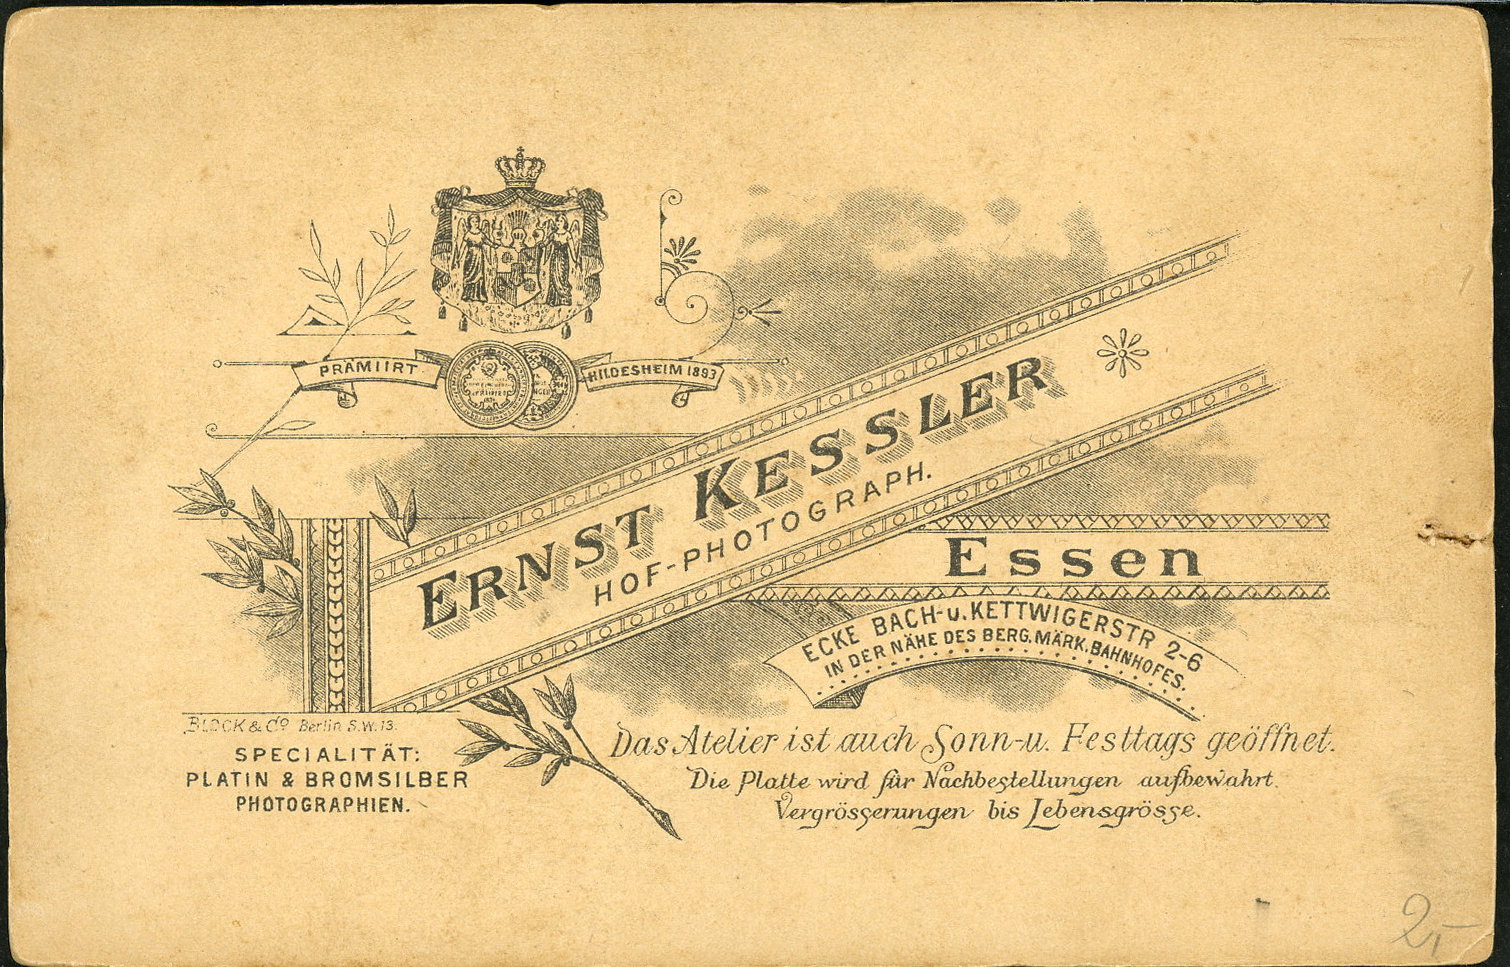 PRÄMIIRT
HILDESHEIM 1893
ERNST KESSLER
HOF-PHOTOGRAPH.
Essen
ECKE BACH- u. KETTWIGERSTR 2-6
IN DER NÄHE DES BERG. MÄRK. BAHNHOFES.
BLOCK & Co Berlin S.W.13.
SPECIALITÄT:
PLATIN & BROMSILBER
PHOTOGRAPHIEN.
Das Atelier ist auch Sonn-u. Festtags geöffnet.
Die Platte wird für Nachbestellungen aufbewahrt.
Vergrösserungen bis Lebensgrösse.
2,-